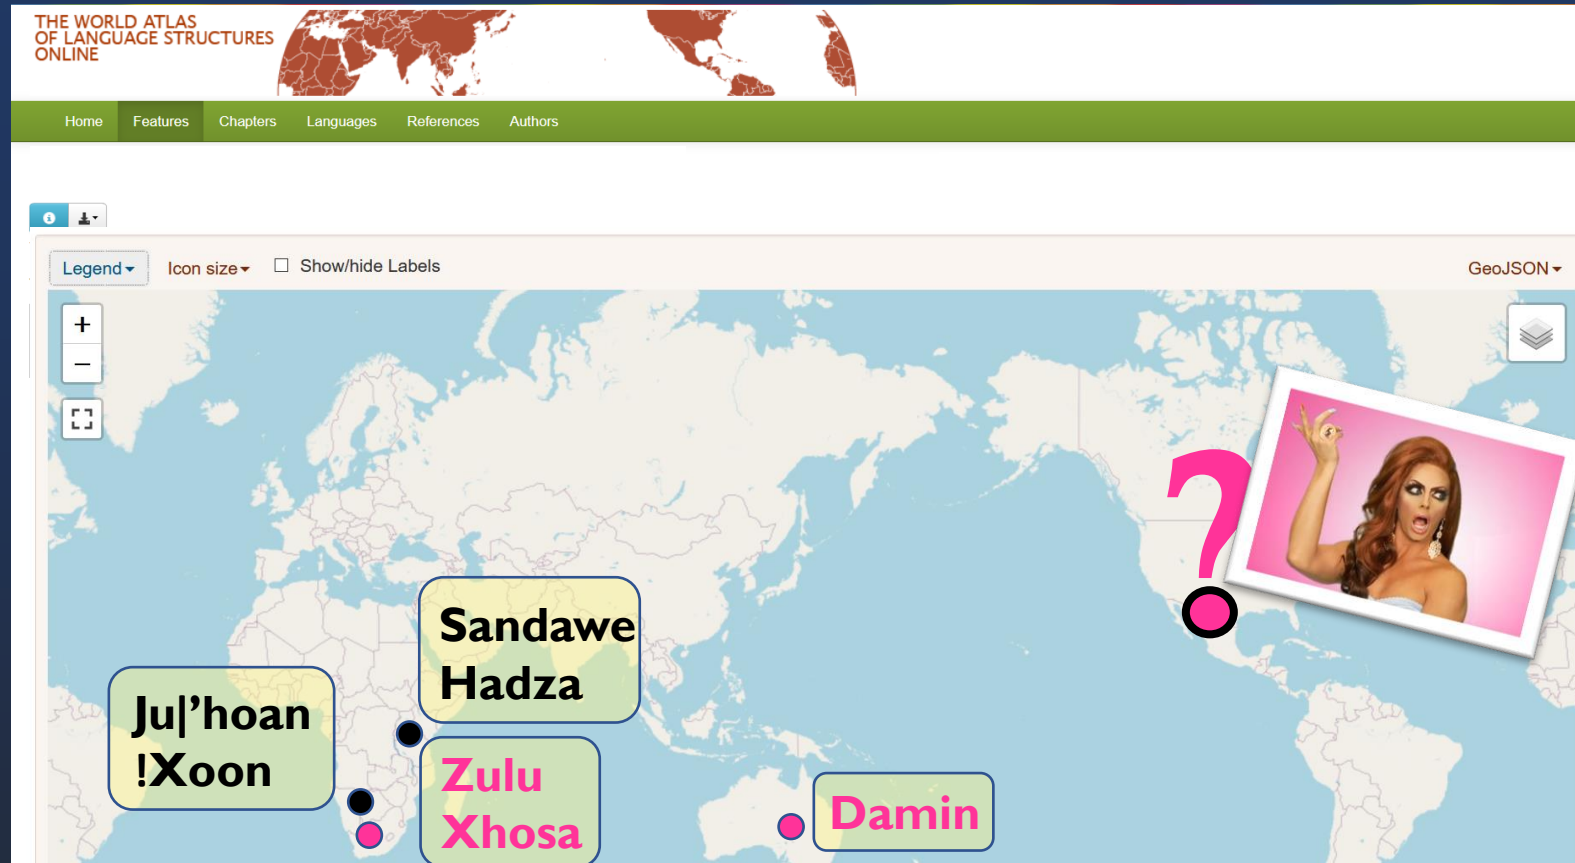 THE WORLD ATLAS
OF LANGUAGE STRUCTURES
ONLINE
Home Features Chapters Languages References Authors
Legend Icon size Show/hide Labels GeoJSON
+
−
?
Sandawe
Hadza
Ju|’hoan
!Xoon
Zulu
Xhosa
Damin